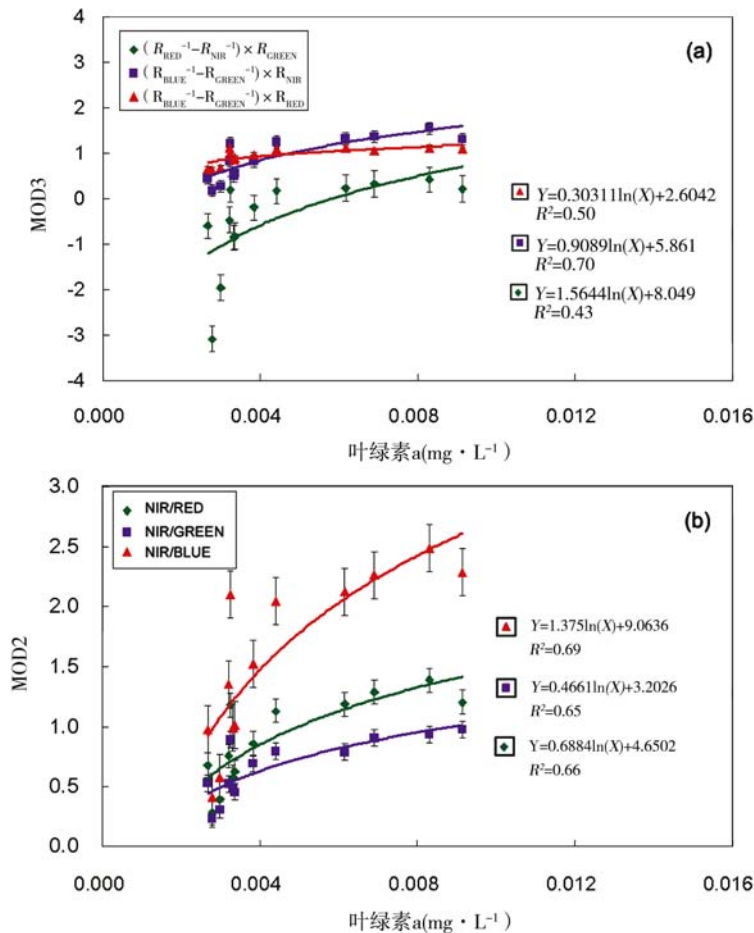 4
3
2
1
0
-1
-2
-3
-4
MOD3
(R_RED⁻¹–R_NIR⁻¹)×R_GREEN
(R_BLUE⁻¹–R_GREEN⁻¹)×R_NIR
(R_BLUE⁻¹–R_GREEN⁻¹)×R_RED
(a)
Y=0.30311ln(X)+2.6042
R²=0.50
Y=0.9089ln(X)+5.861
R²=0.70
Y=1.5644ln(X)+8.049
R²=0.43
0.000 0.004 0.008 0.012 0.016
叶绿素a(mg·L⁻¹)
3.0
2.5
2.0
1.5
1.0
0.5
0.0
MOD2
NIR/RED
NIR/GREEN
NIR/BLUE
(b)
Y=1.375ln(X)+9.0636
R²=0.69
Y=0.4661ln(X)+3.2026
R²=0.65
Y=0.6884ln(X)+4.6502
R²=0.66
0.000 0.004 0.008 0.012 0.016
叶绿素a(mg·L⁻¹)